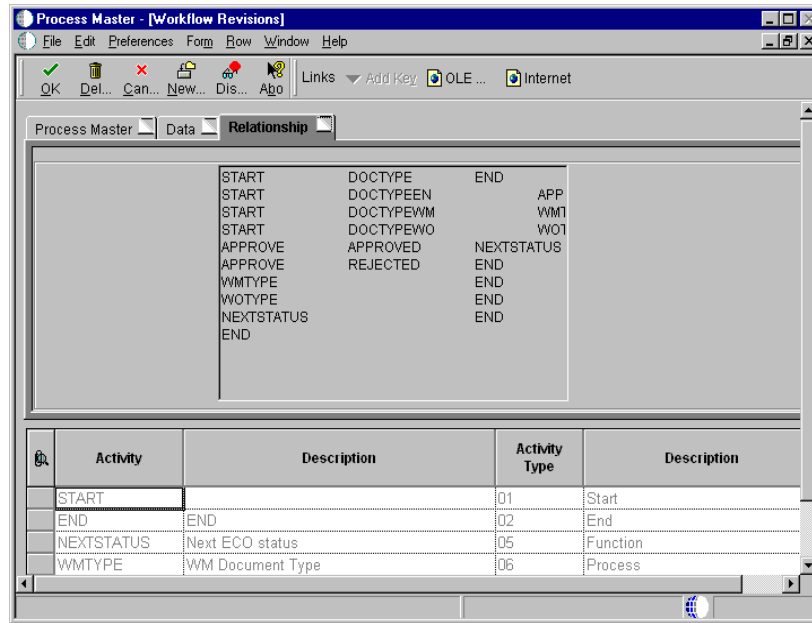 Process Master - [Workflow Revisions]
File Edit Preferences Form Row Window Help
OK Del... Can... New... Dis... Abo Links Add Key OLE ... Internet
Process Master Data Relationship
START DOCTYPE END
START DOCTYPEEN APP
START DOCTYPEWM WMT
START DOCTYPEWO WOT
APPROVE APPROVED NEXTSTATUS
APPROVE REJECTED END
WMTYPE END
WOTYPE END
NEXTSTATUS END
END
Activity Description Activity Type Description
START 01 Start
END END 02 End
NEXTSTATUS Next ECO status 05 Function
WMTYPE WM Document Type 06 Process